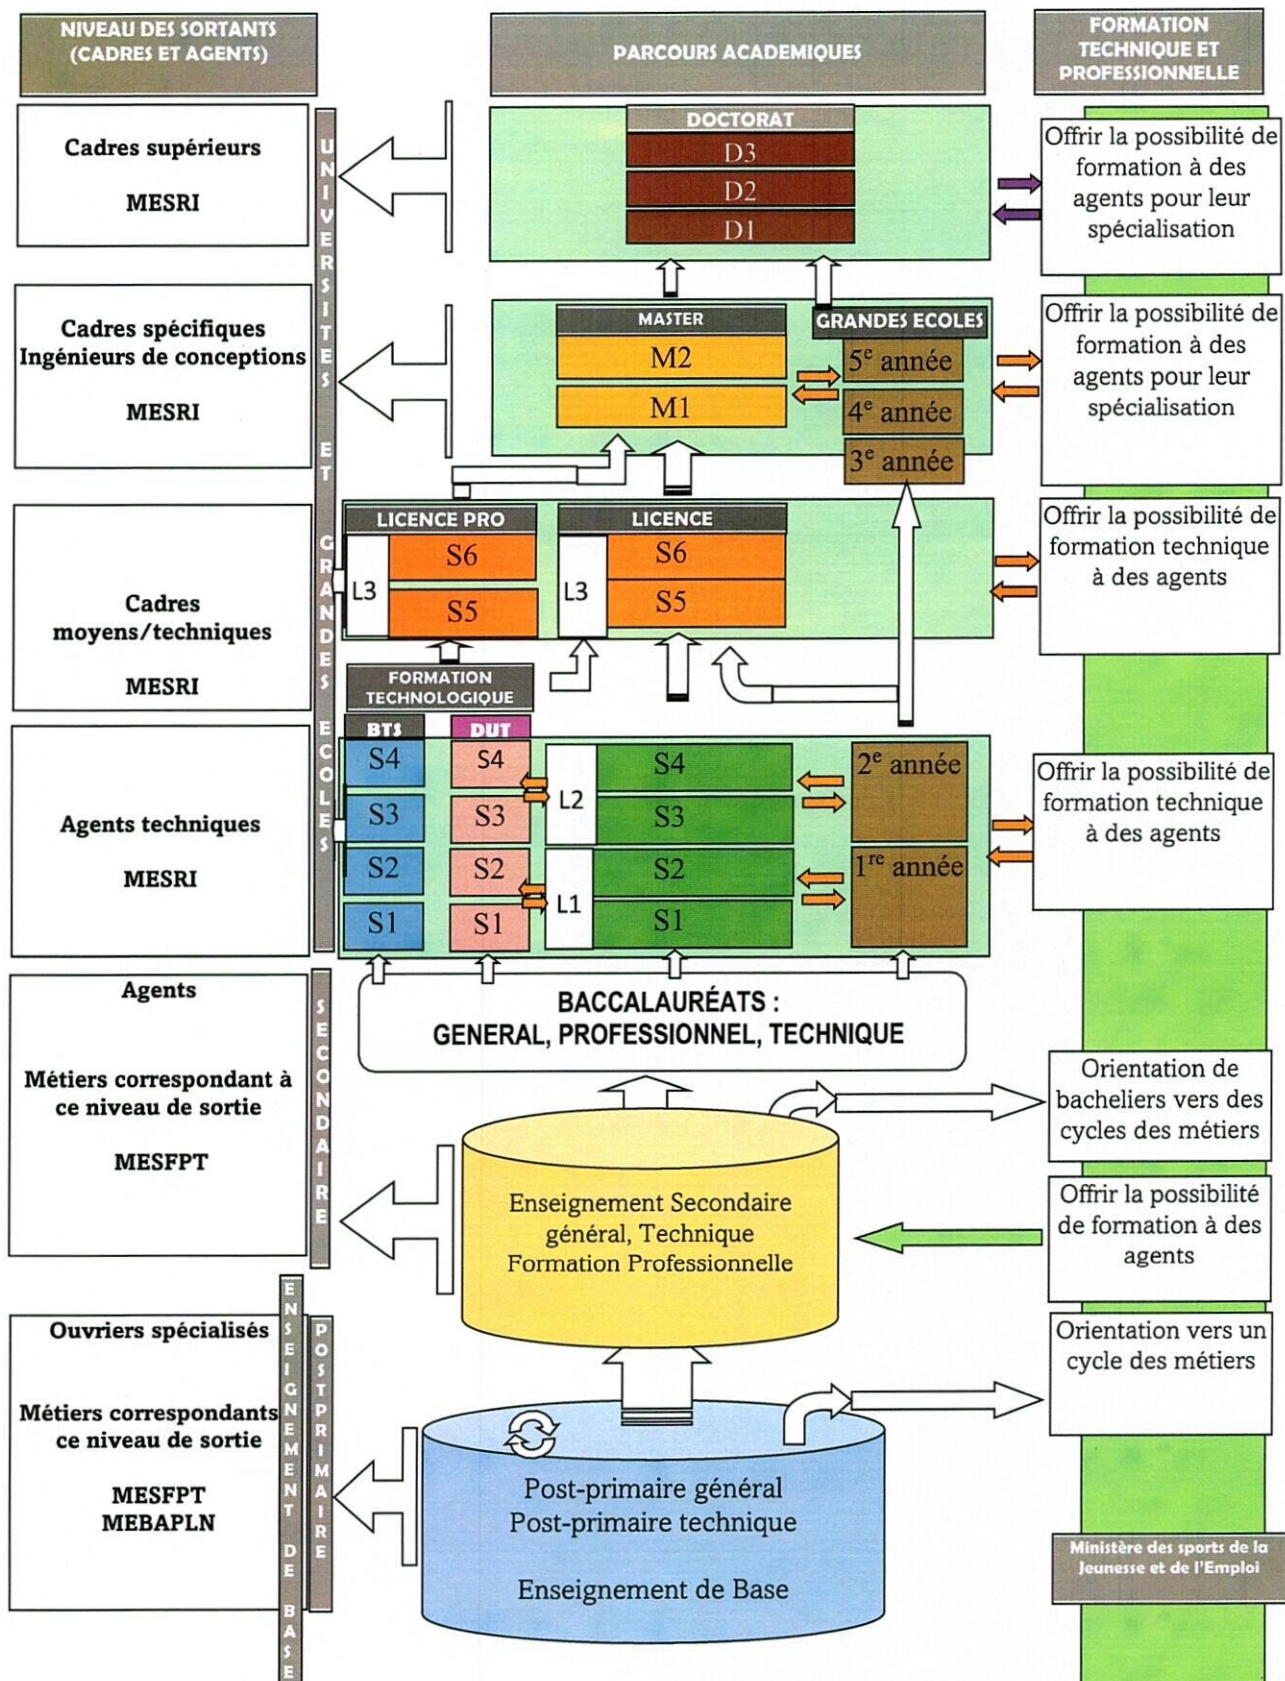 NIVEAU DES SORTANTS
(CADRES ET AGENTS)
PARCOURS ACADEMIQUES
FORMATION
TECHNIQUE ET
PROFESSIONNELLE
UNIVERSITES ET GRANDES ECOLES
Cadres supérieurs
MESRI
DOCTORAT
D3
D2
D1
Offrir la possibilité de
formation à des
agents pour leur
spécialisation
Cadres spécifiques
Ingénieurs de conceptions
MESRI
MASTER
M2
M1
GRANDES ECOLES
5e année
4e année
3e année
Offrir la possibilité de
formation à des
agents pour leur
spécialisation
Cadres
moyens/techniques
MESRI
LICENCE PRO
L3
S6
S5
LICENCE
L3
S6
S5
Offrir la possibilité de
formation technique
à des agents
FORMATION
TECHNOLOGIQUE
BTS
DUT
Agents techniques
MESRI
S4
S3
S2
S1
S4
S3
S2
S1
L2
L1
S4
S3
S2
S1
2e année
1re année
Offrir la possibilité de
formation technique
à des agents
BACCALAURÉATS :
GENERAL, PROFESSIONNEL, TECHNIQUE
SECONDAIRE
Agents
Métiers correspondant à
ce niveau de sortie
MESFPT
Enseignement Secondaire
général, Technique
Formation Professionnelle
Orientation de
bacheliers vers des
cycles des métiers
Offrir la possibilité
de formation à des
agents
ENSEIGNEMENT DE BASE
POSTPRIMAIRE
Ouvriers spécialisés
Métiers correspondants
ce niveau de sortie
MESFPT
MEBAPLN
Post-primaire général
Post-primaire technique
Enseignement de Base
Orientation vers un
cycle des métiers
Ministère des sports de la
Jeunesse et de l'Emploi